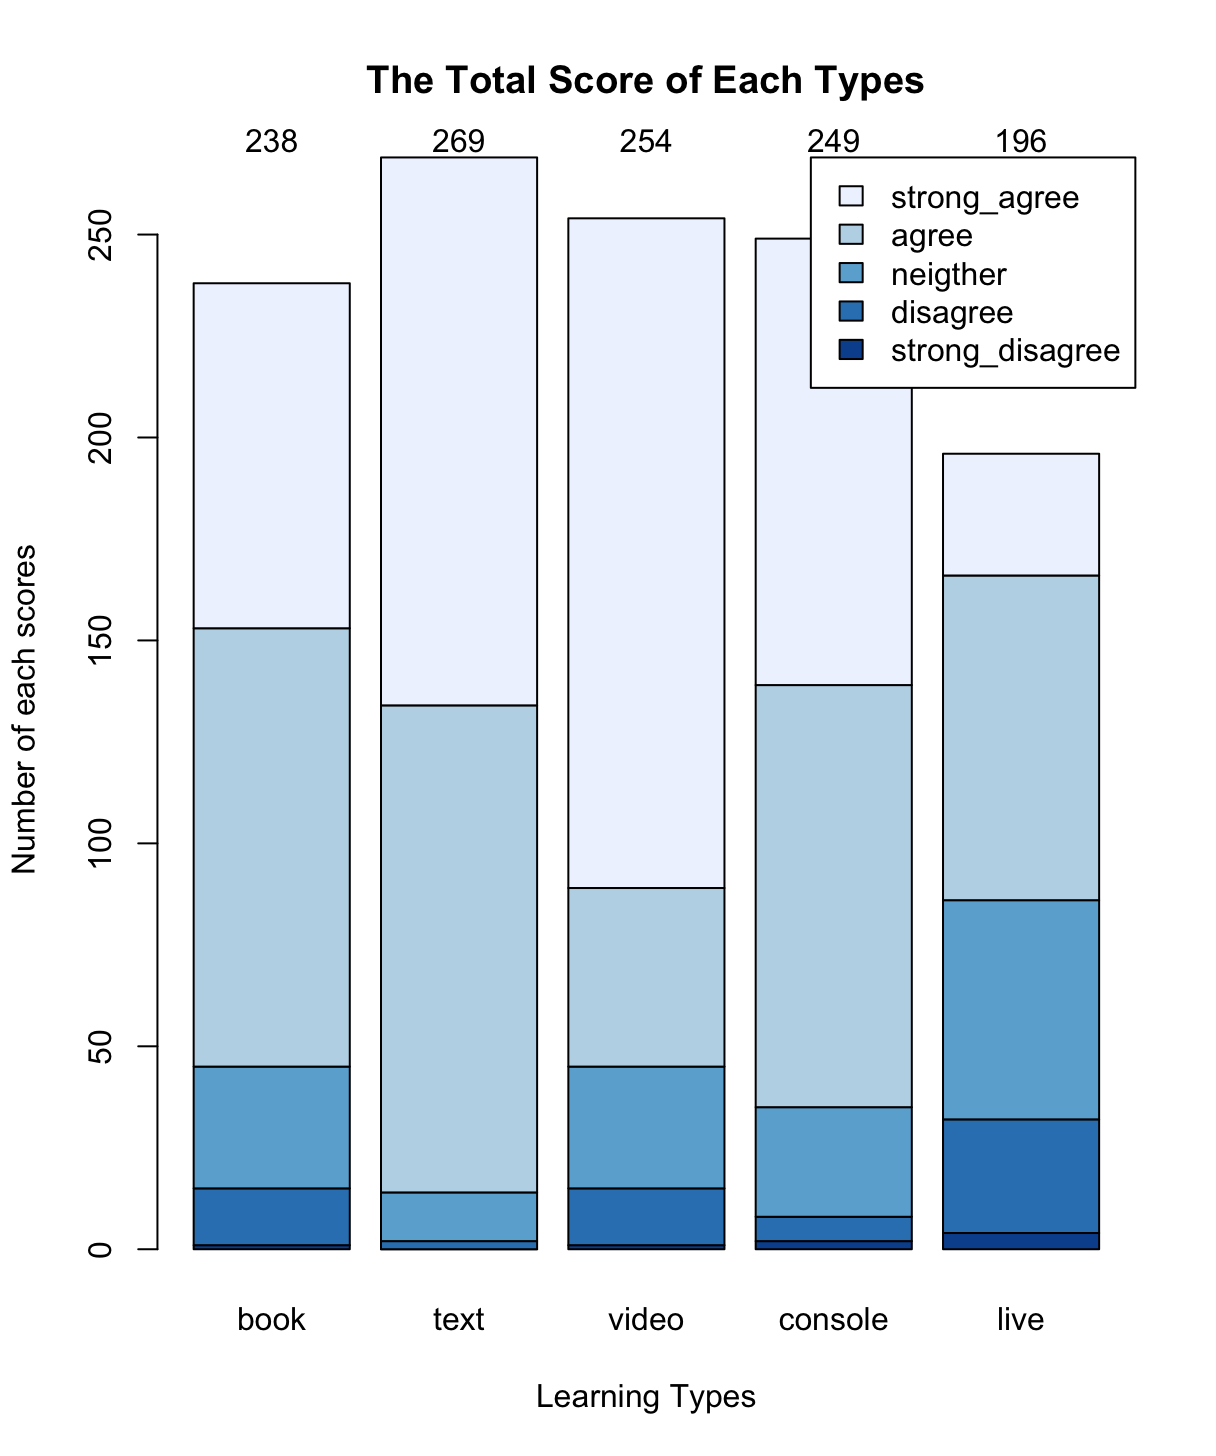 The Total Score of Each Types
238 269 254 249 196
strong_agree
agree
neigther
disagree
strong_disagree
Number of each scores
250
200
150
100
50
0
book text video console live
Learning Types